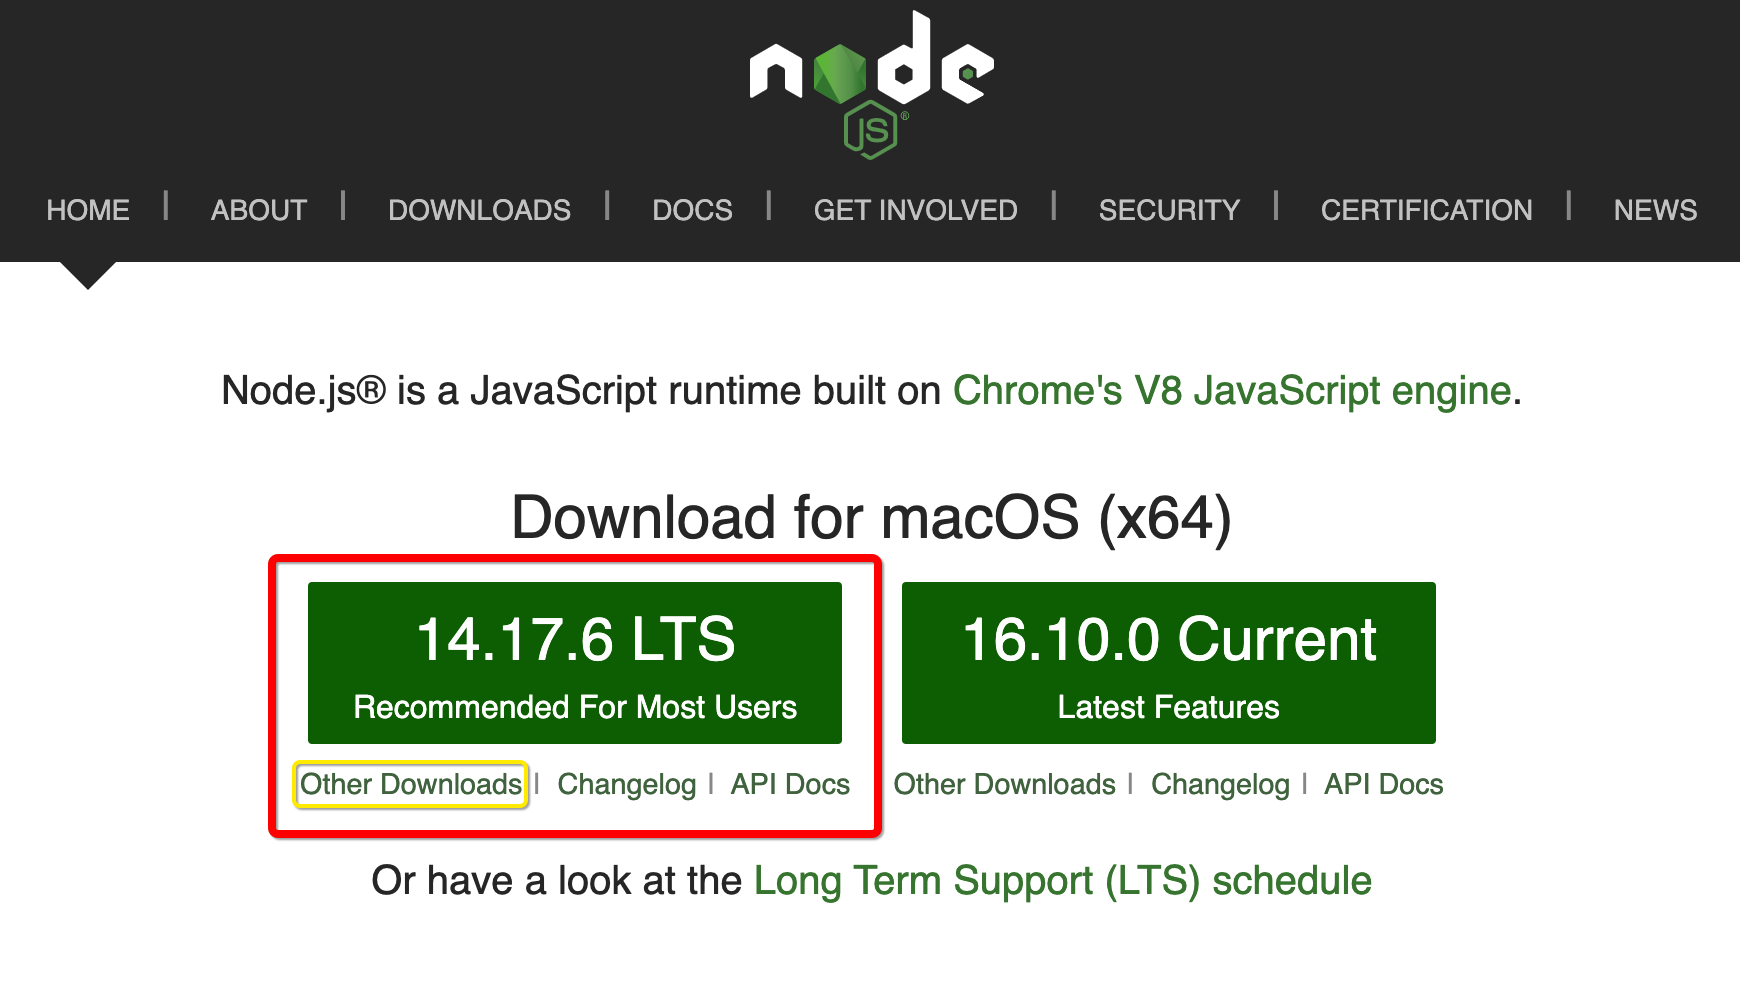 node
JS®
HOME | ABOUT | DOWNLOADS | DOCS | GET INVOLVED | SECURITY | CERTIFICATION | NEWS
Node.js® is a JavaScript runtime built on Chrome's V8 JavaScript engine.
Download for macOS (x64)
14.17.6 LTS
Recommended For Most Users
Other Downloads | Changelog | API Docs
16.10.0 Current
Latest Features
Other Downloads | Changelog | API Docs
Or have a look at the Long Term Support (LTS) schedule